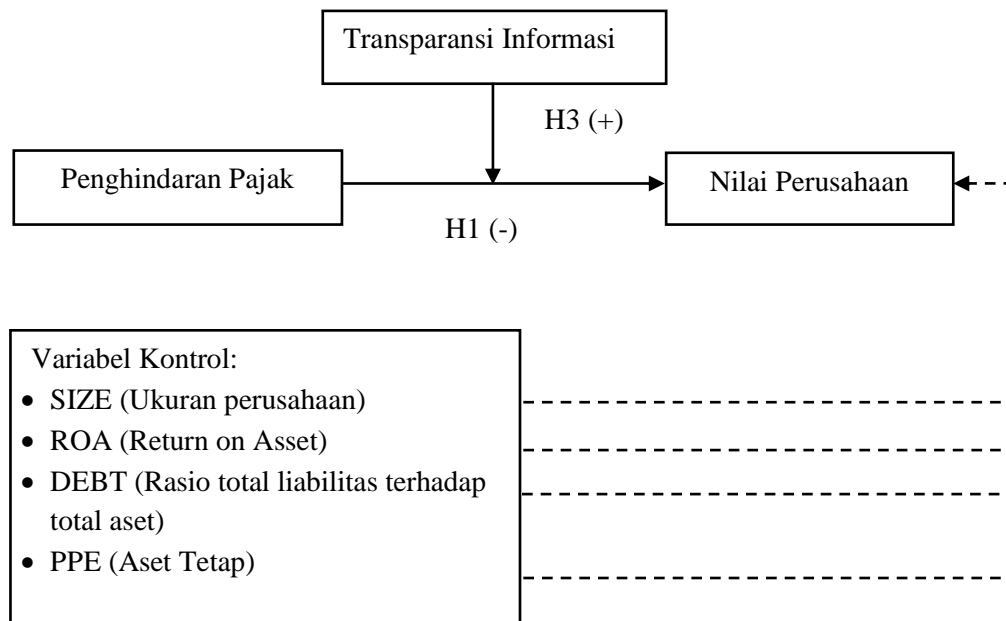 Transparansi Informasi
H3 (+)
Penghindaran Pajak
Nilai Perusahaan
H1 (-)
Variabel Kontrol:
• SIZE (Ukuran perusahaan)
• ROA (Return on Asset)
• DEBT (Rasio total liabilitas terhadap
total aset)
• PPE (Aset Tetap)